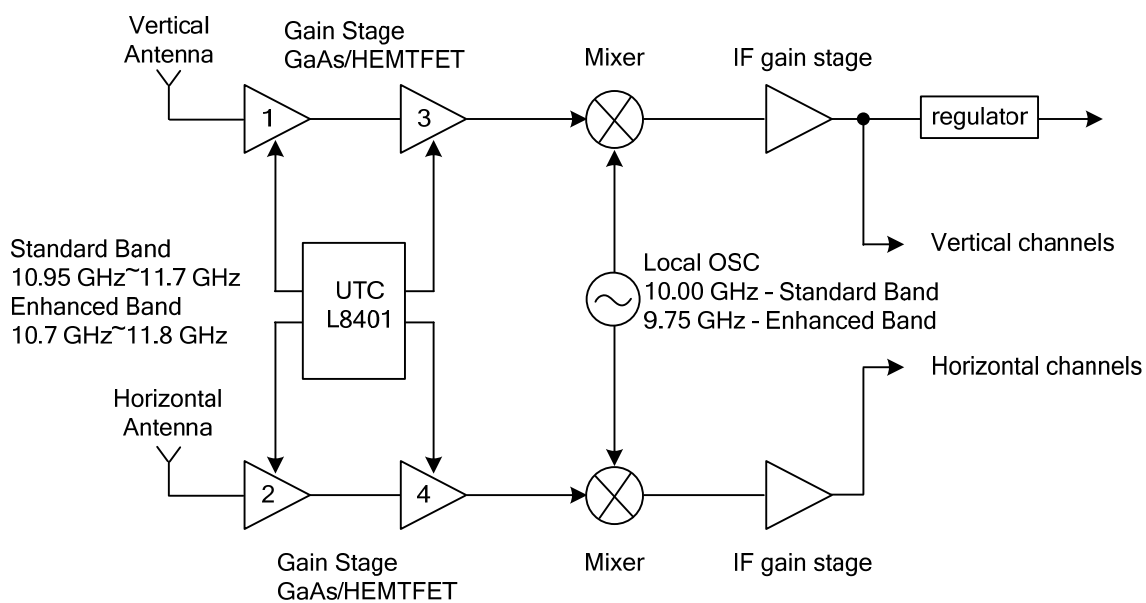 Vertical
Antenna
Gain Stage
GaAs/HEMTFET
Mixer
IF gain stage
1
3
regulator
Vertical channels
Standard Band
10.95 GHz~11.7 GHz
Enhanced Band
10.7 GHz~11.8 GHz
UTC
L8401
Local OSC
10.00 GHz - Standard Band
9.75 GHz - Enhanced Band
Horizontal channels
Horizontal
Antenna
2
4
Gain Stage
GaAs/HEMTFET
Mixer
IF gain stage